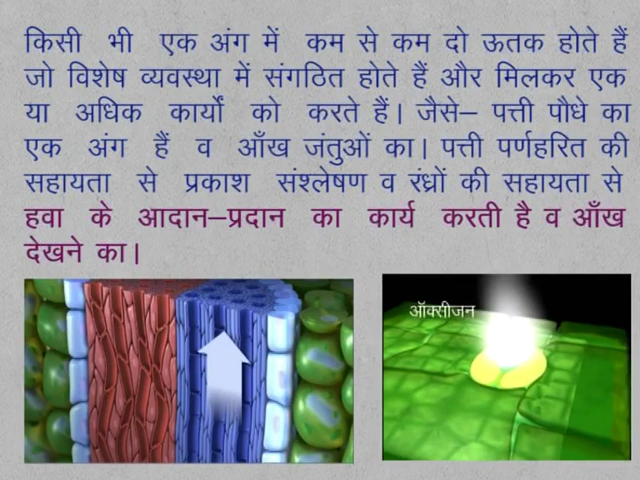 किसी भी एक अंग में कम से कम दो ऊतक होते हैं
जो विशेष व्यवस्था में संगठित होते हैं और मिलकर एक
या अधिक कार्यों को करते हैं। जैसे– पत्ती पौधे का
एक अंग हैं व आँख जंतुओं का। पत्ती पर्णहरित की
सहायता से प्रकाश संश्लेषण व रंध्रों की सहायता से
हवा के आदान–प्रदान का कार्य करती है व आँख
देखने का।
ऑक्सीजन